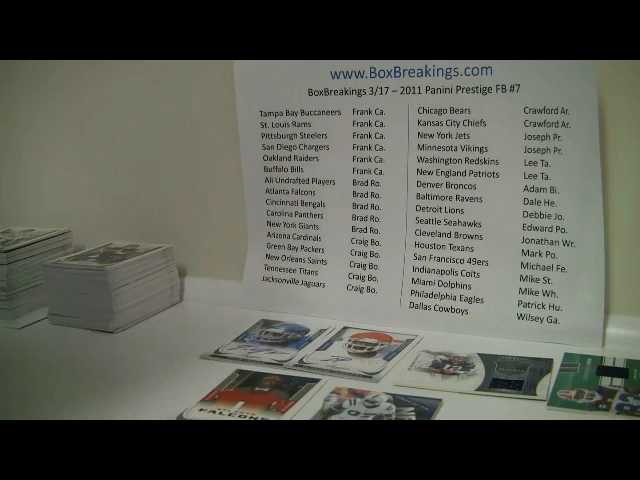 www.BoxBreakings.com
BoxBreakings 3/17 – 2011 Panini Prestige FB #7
Tampa Bay Buccaneers Frank Ca.
St. Louis Rams Frank Ca.
Pittsburgh Steelers Frank Ca.
San Diego Chargers Frank Ca.
Oakland Raiders Frank Ca.
Buffalo Bills Frank Ca.
All Undrafted Players Brad Ro.
Atlanta Falcons Brad Ro.
Cincinnati Bengals Brad Ro.
Carolina Panthers Brad Ro.
New York Giants Brad Ro.
Arizona Cardinals Craig Bo.
Green Bay Packers Craig Bo.
New Orleans Saints Craig Bo.
Tennessee Titans Craig Bo.
Jacksonville Jaguars Craig Bo.
Chicago Bears Crawford Ar.
Kansas City Chiefs Crawford Ar.
New York Jets Joseph Pr.
Minnesota Vikings Joseph Pr.
Washington Redskins Lee Ta.
New England Patriots Lee Ta.
Denver Broncos Adam Bi.
Baltimore Ravens Dale He.
Detroit Lions Debbie Jo.
Seattle Seahawks Edward Po.
Cleveland Browns Jonathan Wr.
Houston Texans Mark Po.
San Francisco 49ers Michael Fe.
Indianapolis Colts Mike St.
Miami Dolphins Mike Wh.
Philadelphia Eagles Patrick Hu.
Dallas Cowboys Wilsey Ga.
FALCONS